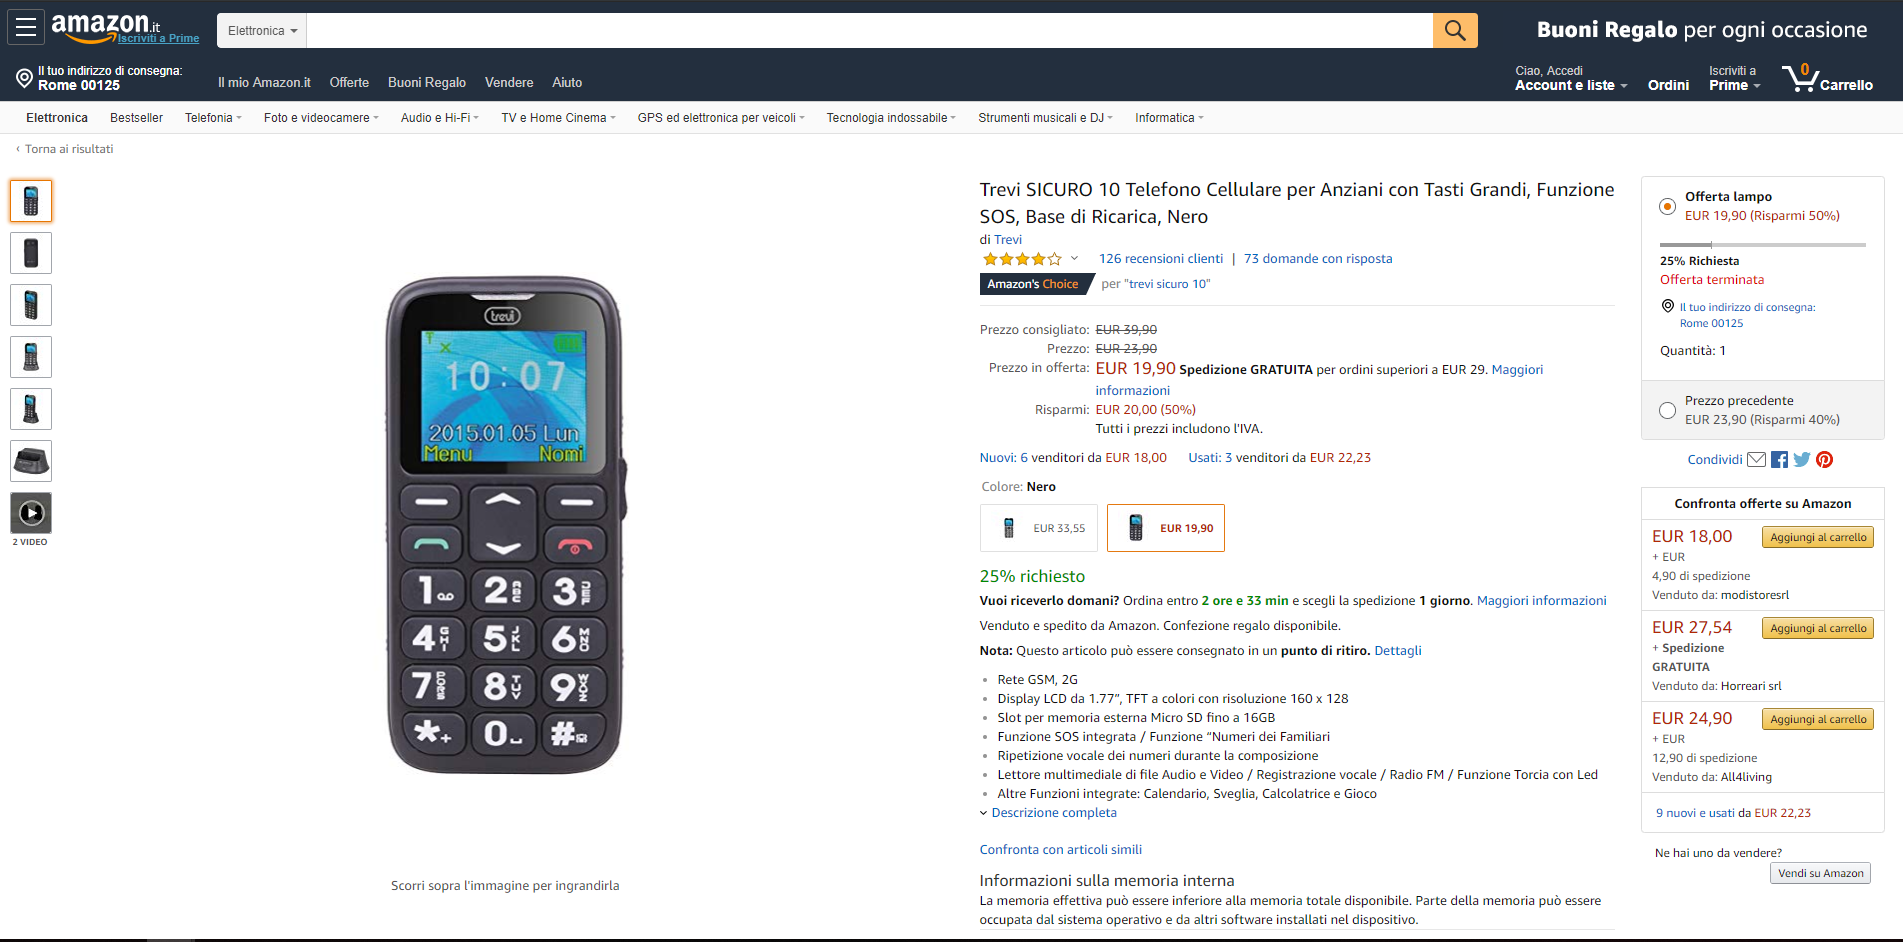 amazon.it
Iscriviti a Prime
Elettronica
Buoni Regalo per ogni occasione
Il tuo indirizzo di consegna:
Rome 00125
Il mio Amazon.it Offerte Buoni Regalo Vendere Aiuto
Ciao, Accedi
Account e liste
Ordini
Iscriviti a
Prime
0
Carrello
Elettronica Bestseller Telefonia Foto e videocamere Audio e Hi-Fi TV e Home Cinema GPS ed elettronica per veicoli Tecnologia indossabile Strumenti musicali e DJ Informatica
‹ Torna ai risultati
2 VIDEO
trevi
10:07
2015.01.05 Lun
Menu Nomi
1 2 ABC 3 DEF
4 GHI 5 JKL 6 MNO
7 PQRS 8 TUV 9 WXYZ
*+ 0 #
Scorri sopra l'immagine per ingrandirla
Trevi SICURO 10 Telefono Cellulare per Anziani con Tasti Grandi, Funzione
SOS, Base di Ricarica, Nero
di Trevi
126 recensioni clienti | 73 domande con risposta
Amazon's Choice per "trevi sicuro 10"
Prezzo consigliato: EUR 39,90
Prezzo: EUR 23,90
Prezzo in offerta: EUR 19,90 Spedizione GRATUITA per ordini superiori a EUR 29. Maggiori
informazioni
Risparmi: EUR 20,00 (50%)
Tutti i prezzi includono l'IVA.
Nuovi: 6 venditori da EUR 18,00 Usati: 3 venditori da EUR 22,23
Colore: Nero
EUR 33,55 EUR 19,90
25% richiesto
Vuoi riceverlo domani? Ordina entro 2 ore e 33 min e scegli la spedizione 1 giorno. Maggiori informazioni
Venduto e spedito da Amazon. Confezione regalo disponibile.
Nota: Questo articolo può essere consegnato in un punto di ritiro. Dettagli
• Rete GSM, 2G
• Display LCD da 1.77”, TFT a colori con risoluzione 160 x 128
• Slot per memoria esterna Micro SD fino a 16GB
• Funzione SOS integrata / Funzione “Numeri dei Familiari
• Ripetizione vocale dei numeri durante la composizione
• Lettore multimediale di file Audio e Video / Registrazione vocale / Radio FM / Funzione Torcia con Led
• Altre Funzioni integrate: Calendario, Sveglia, Calcolatrice e Gioco
Descrizione completa
Confronta con articoli simili
Informazioni sulla memoria interna
La memoria effettiva può essere inferiore alla memoria totale disponibile. Parte della memoria può essere
occupata dal sistema operativo e da altri software installati nel dispositivo.
Offerta lampo
EUR 19,90 (Risparmi 50%)
25% Richiesta
Offerta terminata
Il tuo indirizzo di consegna:
Rome 00125
Quantità: 1
Prezzo precedente
EUR 23,90 (Risparmi 40%)
Condividi
Confronta offerte su Amazon
EUR 18,00 Aggiungi al carrello
+ EUR
4,90 di spedizione
Venduto da: modistoresrl
EUR 27,54 Aggiungi al carrello
+ Spedizione
GRATUITA
Venduto da: Horreari srl
EUR 24,90 Aggiungi al carrello
+ EUR
12,90 di spedizione
Venduto da: All4living
9 nuovi e usati da EUR 22,23
Ne hai uno da vendere?
Vendi su Amazon